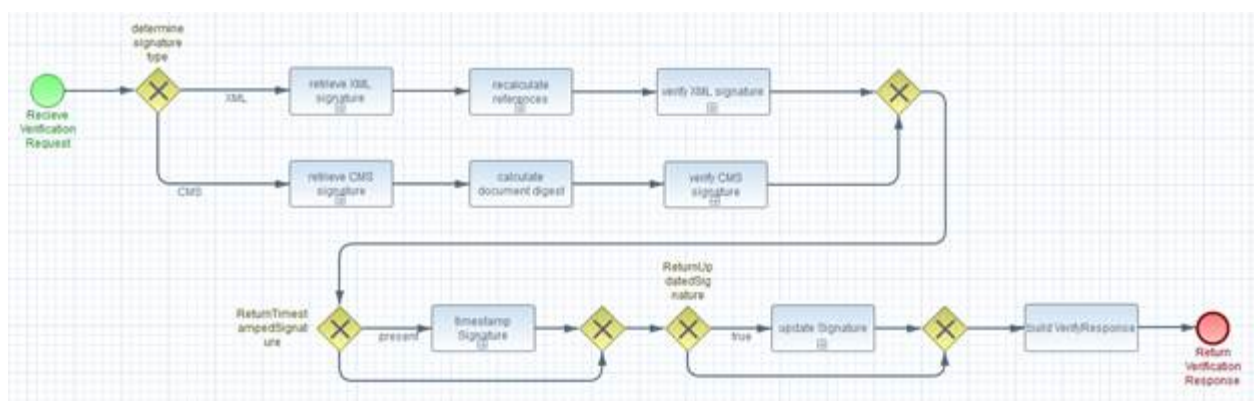 determine
signature
type
retrieve XML
signature
recalculate
references
verify XML signature
XML
Recieve
Verification
Request
retrieve CMS
signature
calculate
document digest
verify CMS
signature
CMS
ReturnUp
datedSig
nature
ReturnTimest
ampedSignat
ure
present
timestamp
Signature
true
update Signature
build VerifyResponse
Return
Verification
Response